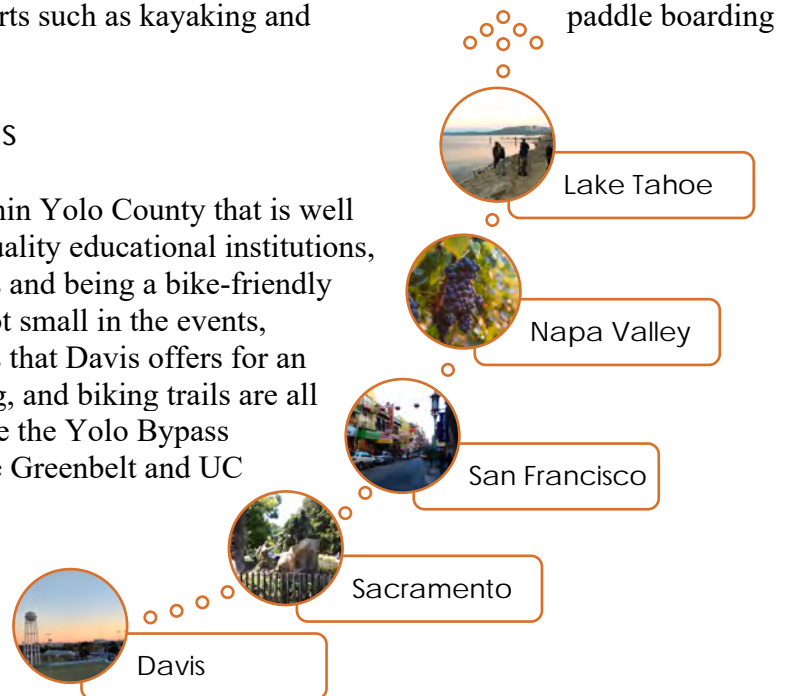 rts such as kayaking and paddle boarding
s
in Yolo County that is well
uality educational institutions,
s and being a bike-friendly
ot small in the events,
s that Davis offers for an
g, and biking trails are all
e the Yolo Bypass
e Greenbelt and UC
Lake Tahoe
Napa Valley
San Francisco
Sacramento
Davis